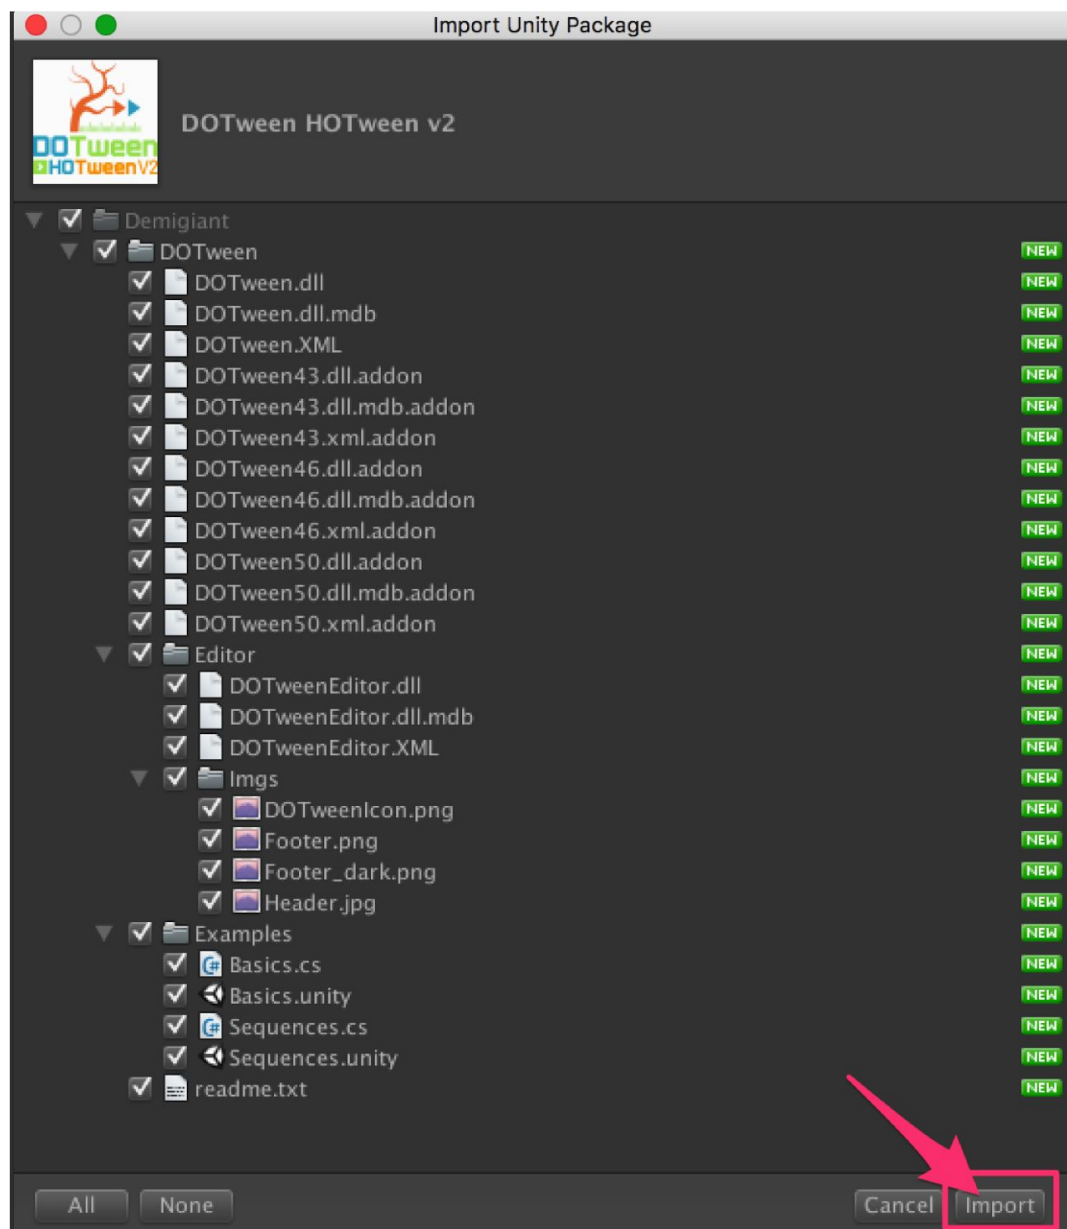 Import Unity Package
DOTween
HOTweenV2
DOTween HOTween v2
Demigiant
DOTween NEW
DOTween.dll NEW
DOTween.dll.mdb NEW
DOTween.XML NEW
DOTween43.dll.addon NEW
DOTween43.dll.mdb.addon NEW
DOTween43.xml.addon NEW
DOTween46.dll.addon NEW
DOTween46.dll.mdb.addon NEW
DOTween46.xml.addon NEW
DOTween50.dll.addon NEW
DOTween50.dll.mdb.addon NEW
DOTween50.xml.addon NEW
Editor NEW
DOTweenEditor.dll NEW
DOTweenEditor.dll.mdb NEW
DOTweenEditor.XML NEW
Imgs NEW
DOTweenIcon.png NEW
Footer.png NEW
Footer_dark.png NEW
Header.jpg NEW
Examples NEW
Basics.cs NEW
Basics.unity NEW
Sequences.cs NEW
Sequences.unity NEW
readme.txt NEW
All None Cancel Import